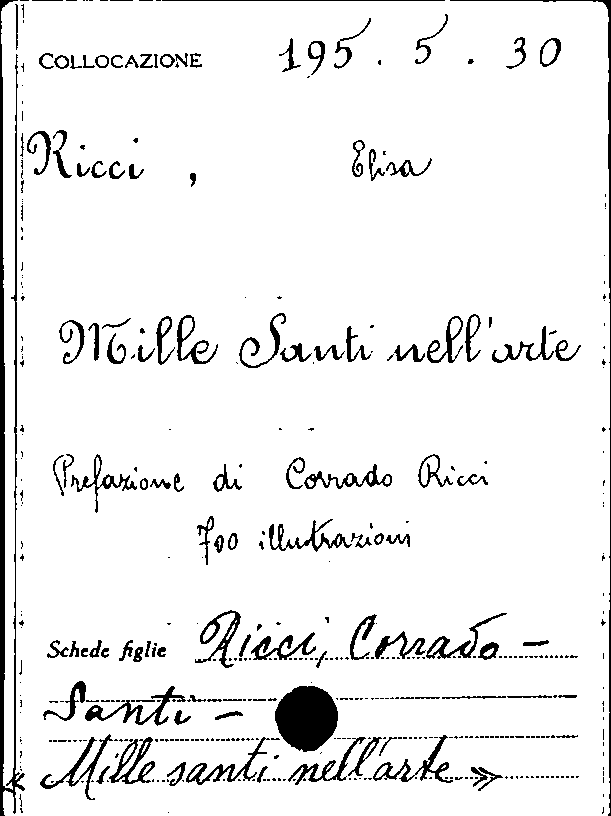 COLLOCAZIONE 195.5.30
Ricci, Elisa
Mille Santi nell'arte
Prefazione di Corrado Ricci
700 illustrazioni
Schede figlie Ricci, Corrado -
Santi -
« Mille santi nell'arte »